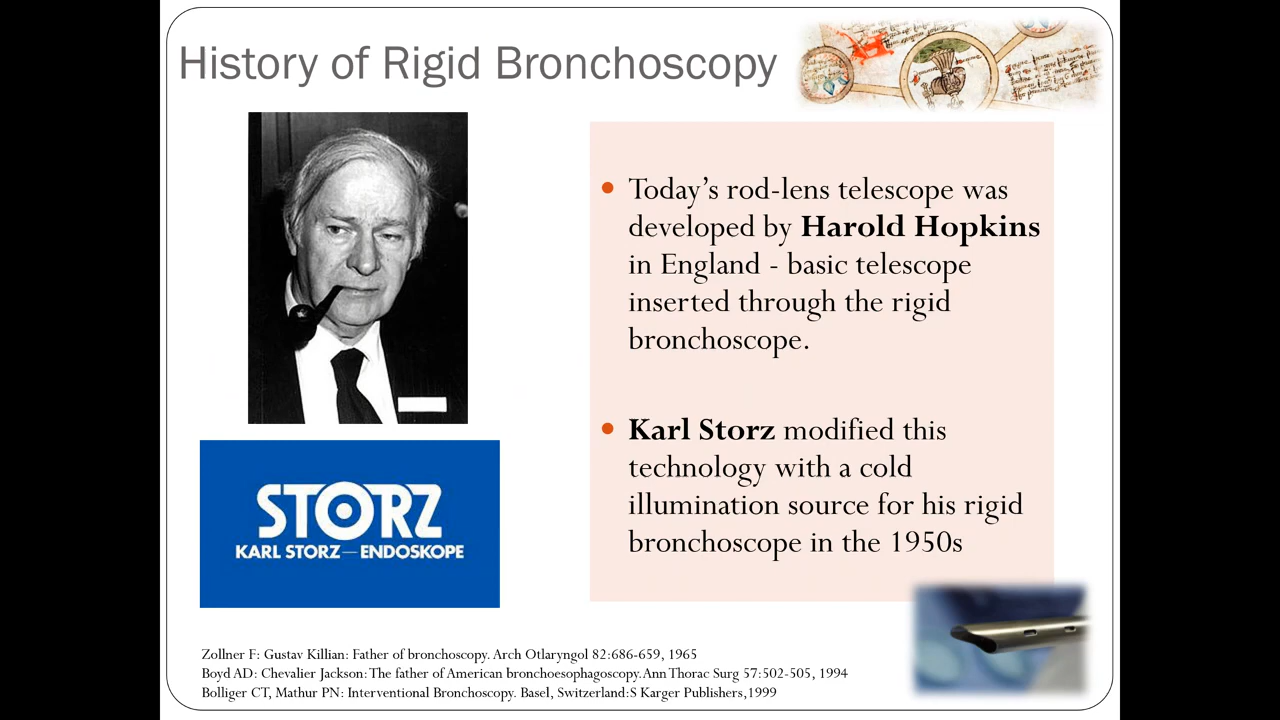 History of Rigid Bronchoscopy
Today's rod-lens telescope was
developed by Harold Hopkins
in England - basic telescope
inserted through the rigid
bronchoscope.
Karl Storz modified this
technology with a cold
illumination source for his rigid
bronchoscope in the 1950s
STORZ
KARL STORZ—ENDOSKOPE
Zollner F: Gustav Killian: Father of bronchoscopy. Arch Otlaryngol 82:686-659, 1965
Boyd AD: Chevalier Jackson: The father of American bronchoesophagoscopy. Ann Thorac Surg 57:502-505, 1994
Bolliger CT, Mathur PN: Interventional Bronchoscopy. Basel, Switzerland:S Karger Publishers,1999